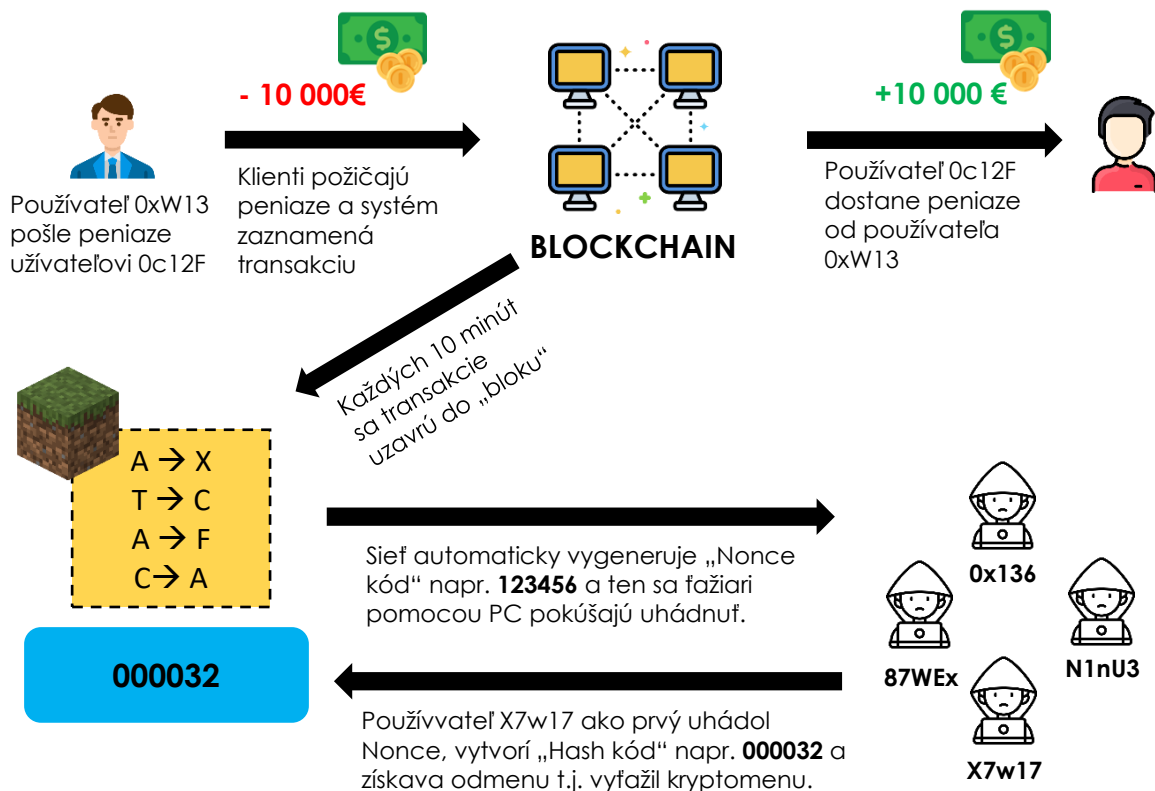 - 10 000€
+10 000 €
Používateľ 0xW13
pošle peniaze
užívateľovi 0c12F
Klienti požičajú
peniaze a systém
zaznamená
transakciu
BLOCKCHAIN
Používateľ 0c12F
dostane peniaze
od používateľa
0xW13
Každých 10 minút
sa transakcie
uzavrú do „bloku“
A → X
T → C
A → F
C→ A
000032
Sieť automaticky vygeneruje „Nonce
kód“ napr. 123456 a ten sa ťažiari
pomocou PC pokúšajú uhádnuť.
0x136
87WEx
N1nU3
X7w17
Používvateľ X7w17 ako prvý uhádol
Nonce, vytvorí „Hash kód“ napr. 000032 a
získava odmenu t.j. vyťažil kryptomenu.